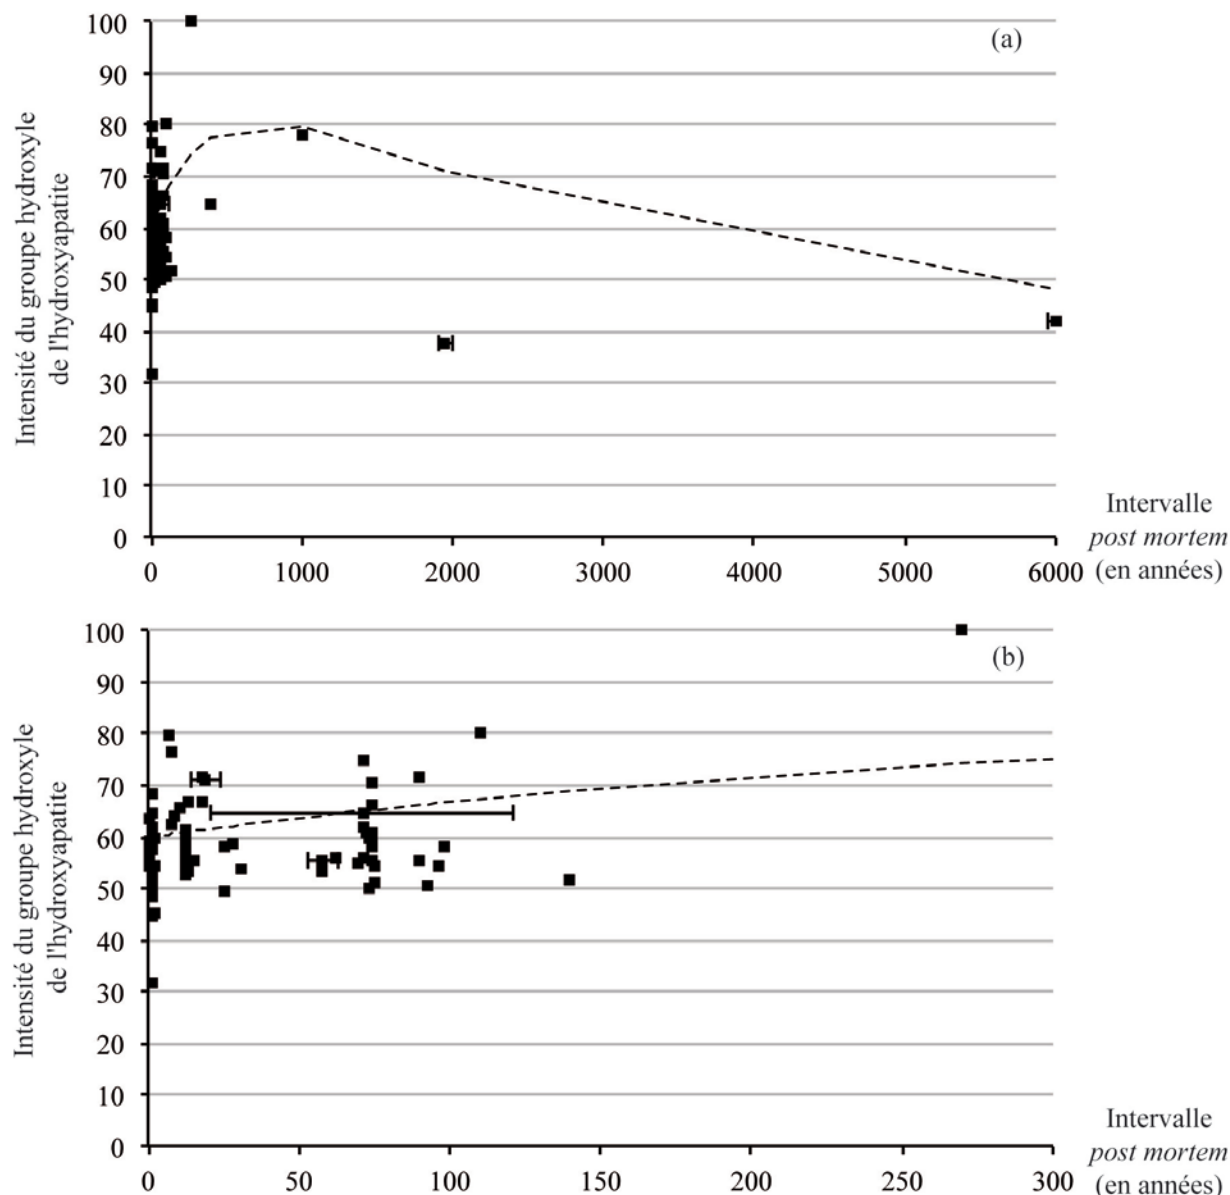 (a)
Intensité du groupe hydroxyle
de l'hydroxyapatite
100
90
80
70
60
50
40
30
20
10
0
0 1000 2000 3000 4000 5000 6000
Intervalle
post mortem
(en années)
(b)
Intensité du groupe hydroxyle
de l'hydroxyapatite
100
90
80
70
60
50
40
30
20
10
0
0 50 100 150 200 250 300
Intervalle
post mortem
(en années)